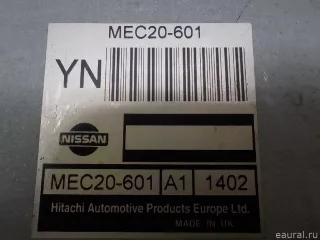 MEC20-601
YN
NISSAN
MEC20-601 A1 1402
Hitachi Automotive Products Europe Ltd.
MADE IN UK
eaural.ru